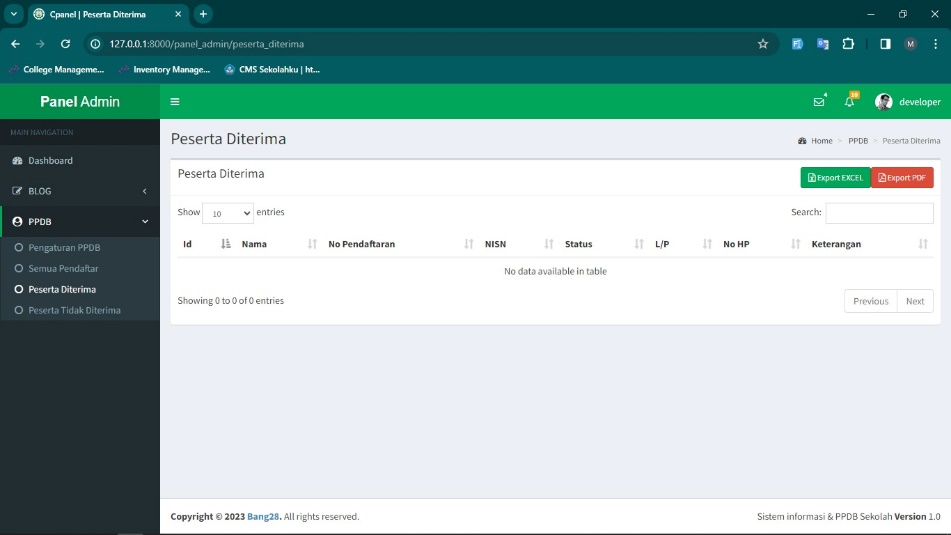 Cpanel | Peserta Diterima
127.0.0.1:8000/panel_admin/peserta_diterima
M
College Manageme... Inventory Manage... CMS Sekolahku | ht...
Panel Admin
10
developer
MAIN NAVIGATION
Dashboard
BLOG
PPDB
Pengaturan PPDB
Semua Pendaftar
Peserta Diterima
Peserta Tidak Diterima
Peserta Diterima
Home > PPDB > Peserta Diterima
Peserta Diterima
Export EXCEL Export PDF
Show 10 entries
Search:
Id Nama No Pendaftaran NISN Status L/P No HP Keterangan
No data available in table
Showing 0 to 0 of 0 entries
Previous Next
Copyright © 2023 Bang28. All rights reserved.
Sistem informasi & PPDB Sekolah Version 1.0